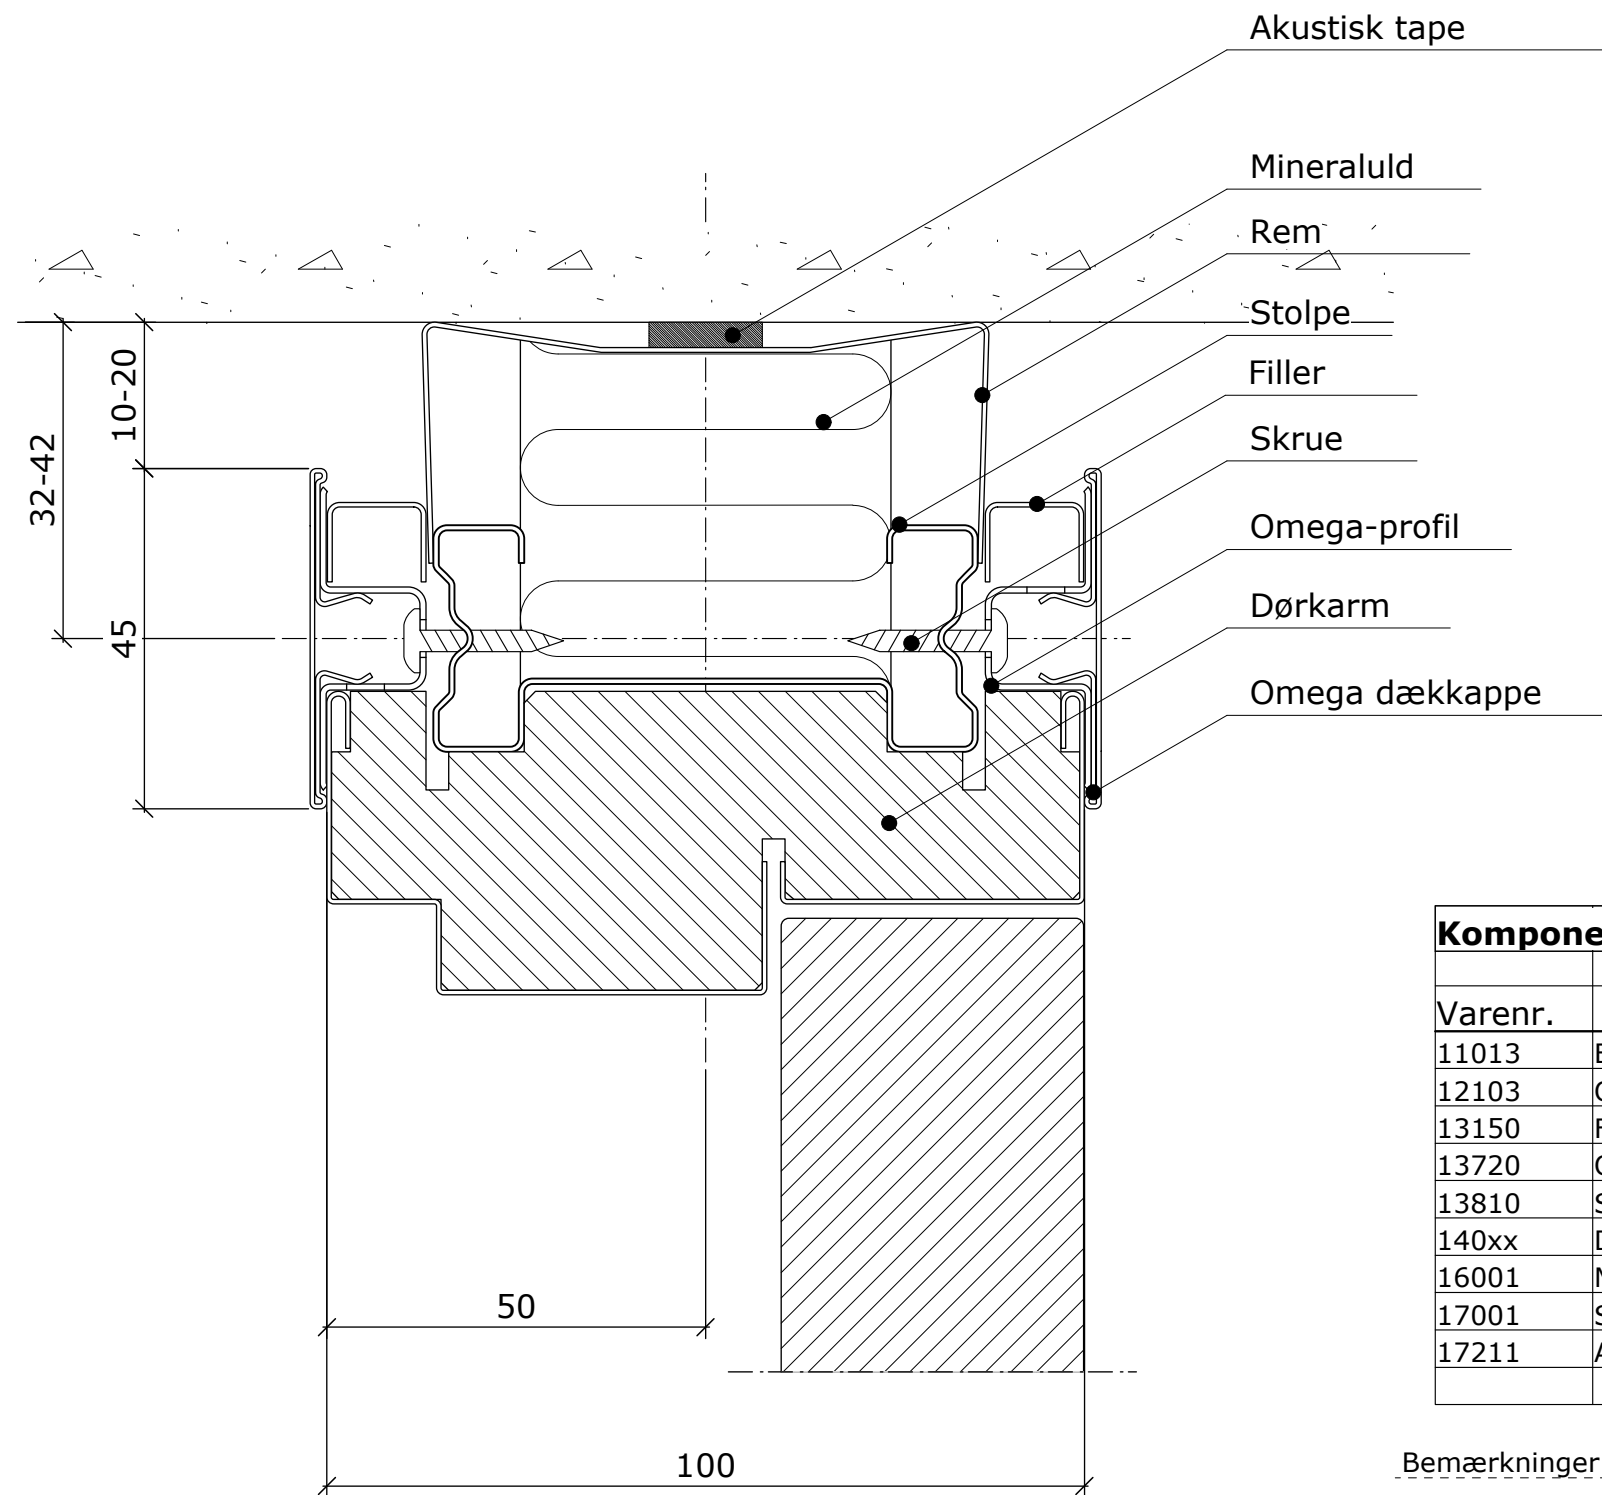 Akustisk tape
Mineraluld
Rem
Stolpe
Filler
Skrue
Omega-profil
Dørkarm
Omega dækkappe
10-20
32-42
45
50
100
Varenr.
11013
12103
13150
13720
13810
140xx
16001
17001
17211
Bemærkninger